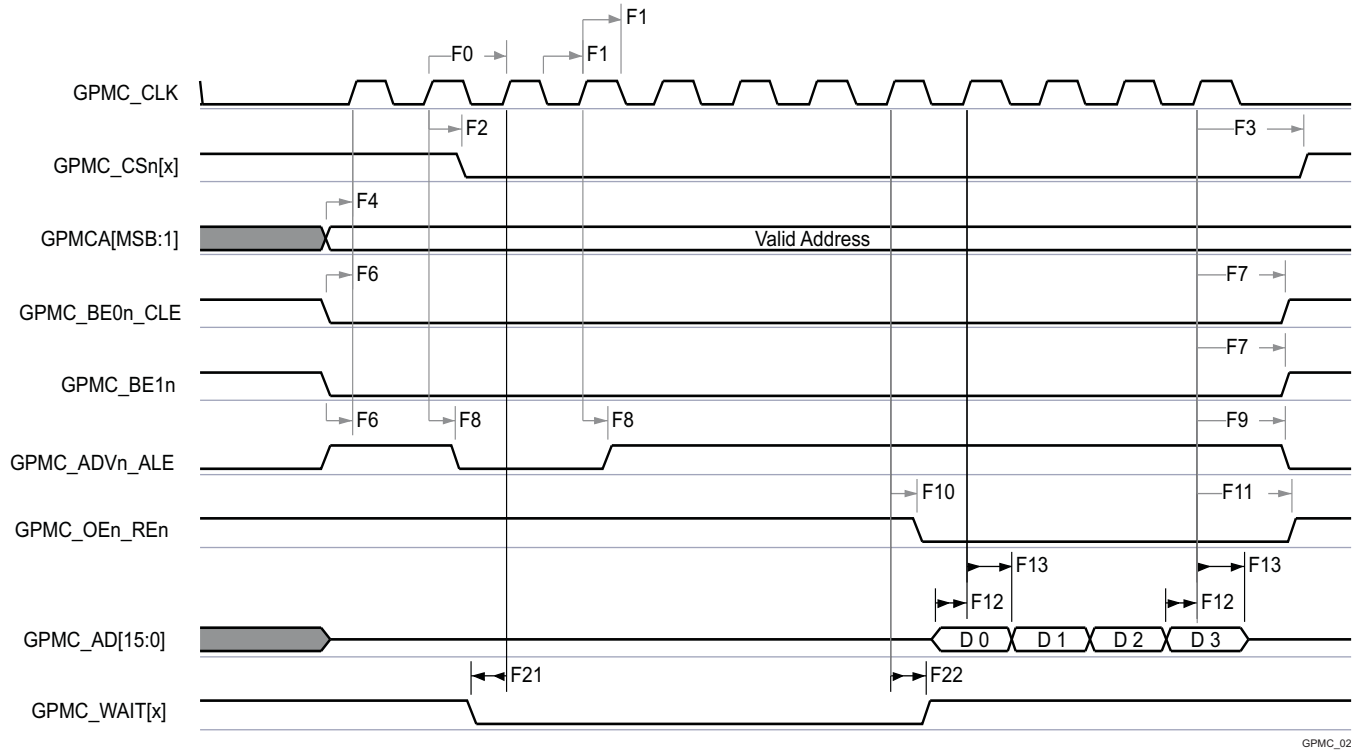 F1
F0
F1
GPMC_CLK
F2
F3
GPMC_CSn[x]
F4
GPMCA[MSB:1]
Valid Address
F6
F7
GPMC_BE0n_CLE
F7
GPMC_BE1n
F6
F8
F8
F9
GPMC_ADVn_ALE
F10
F11
GPMC_OEn_REn
F13
F13
F12
F12
GPMC_AD[15:0]
D 0
D 1
D 2
D 3
F21
F22
GPMC_WAIT[x]
GPMC_02